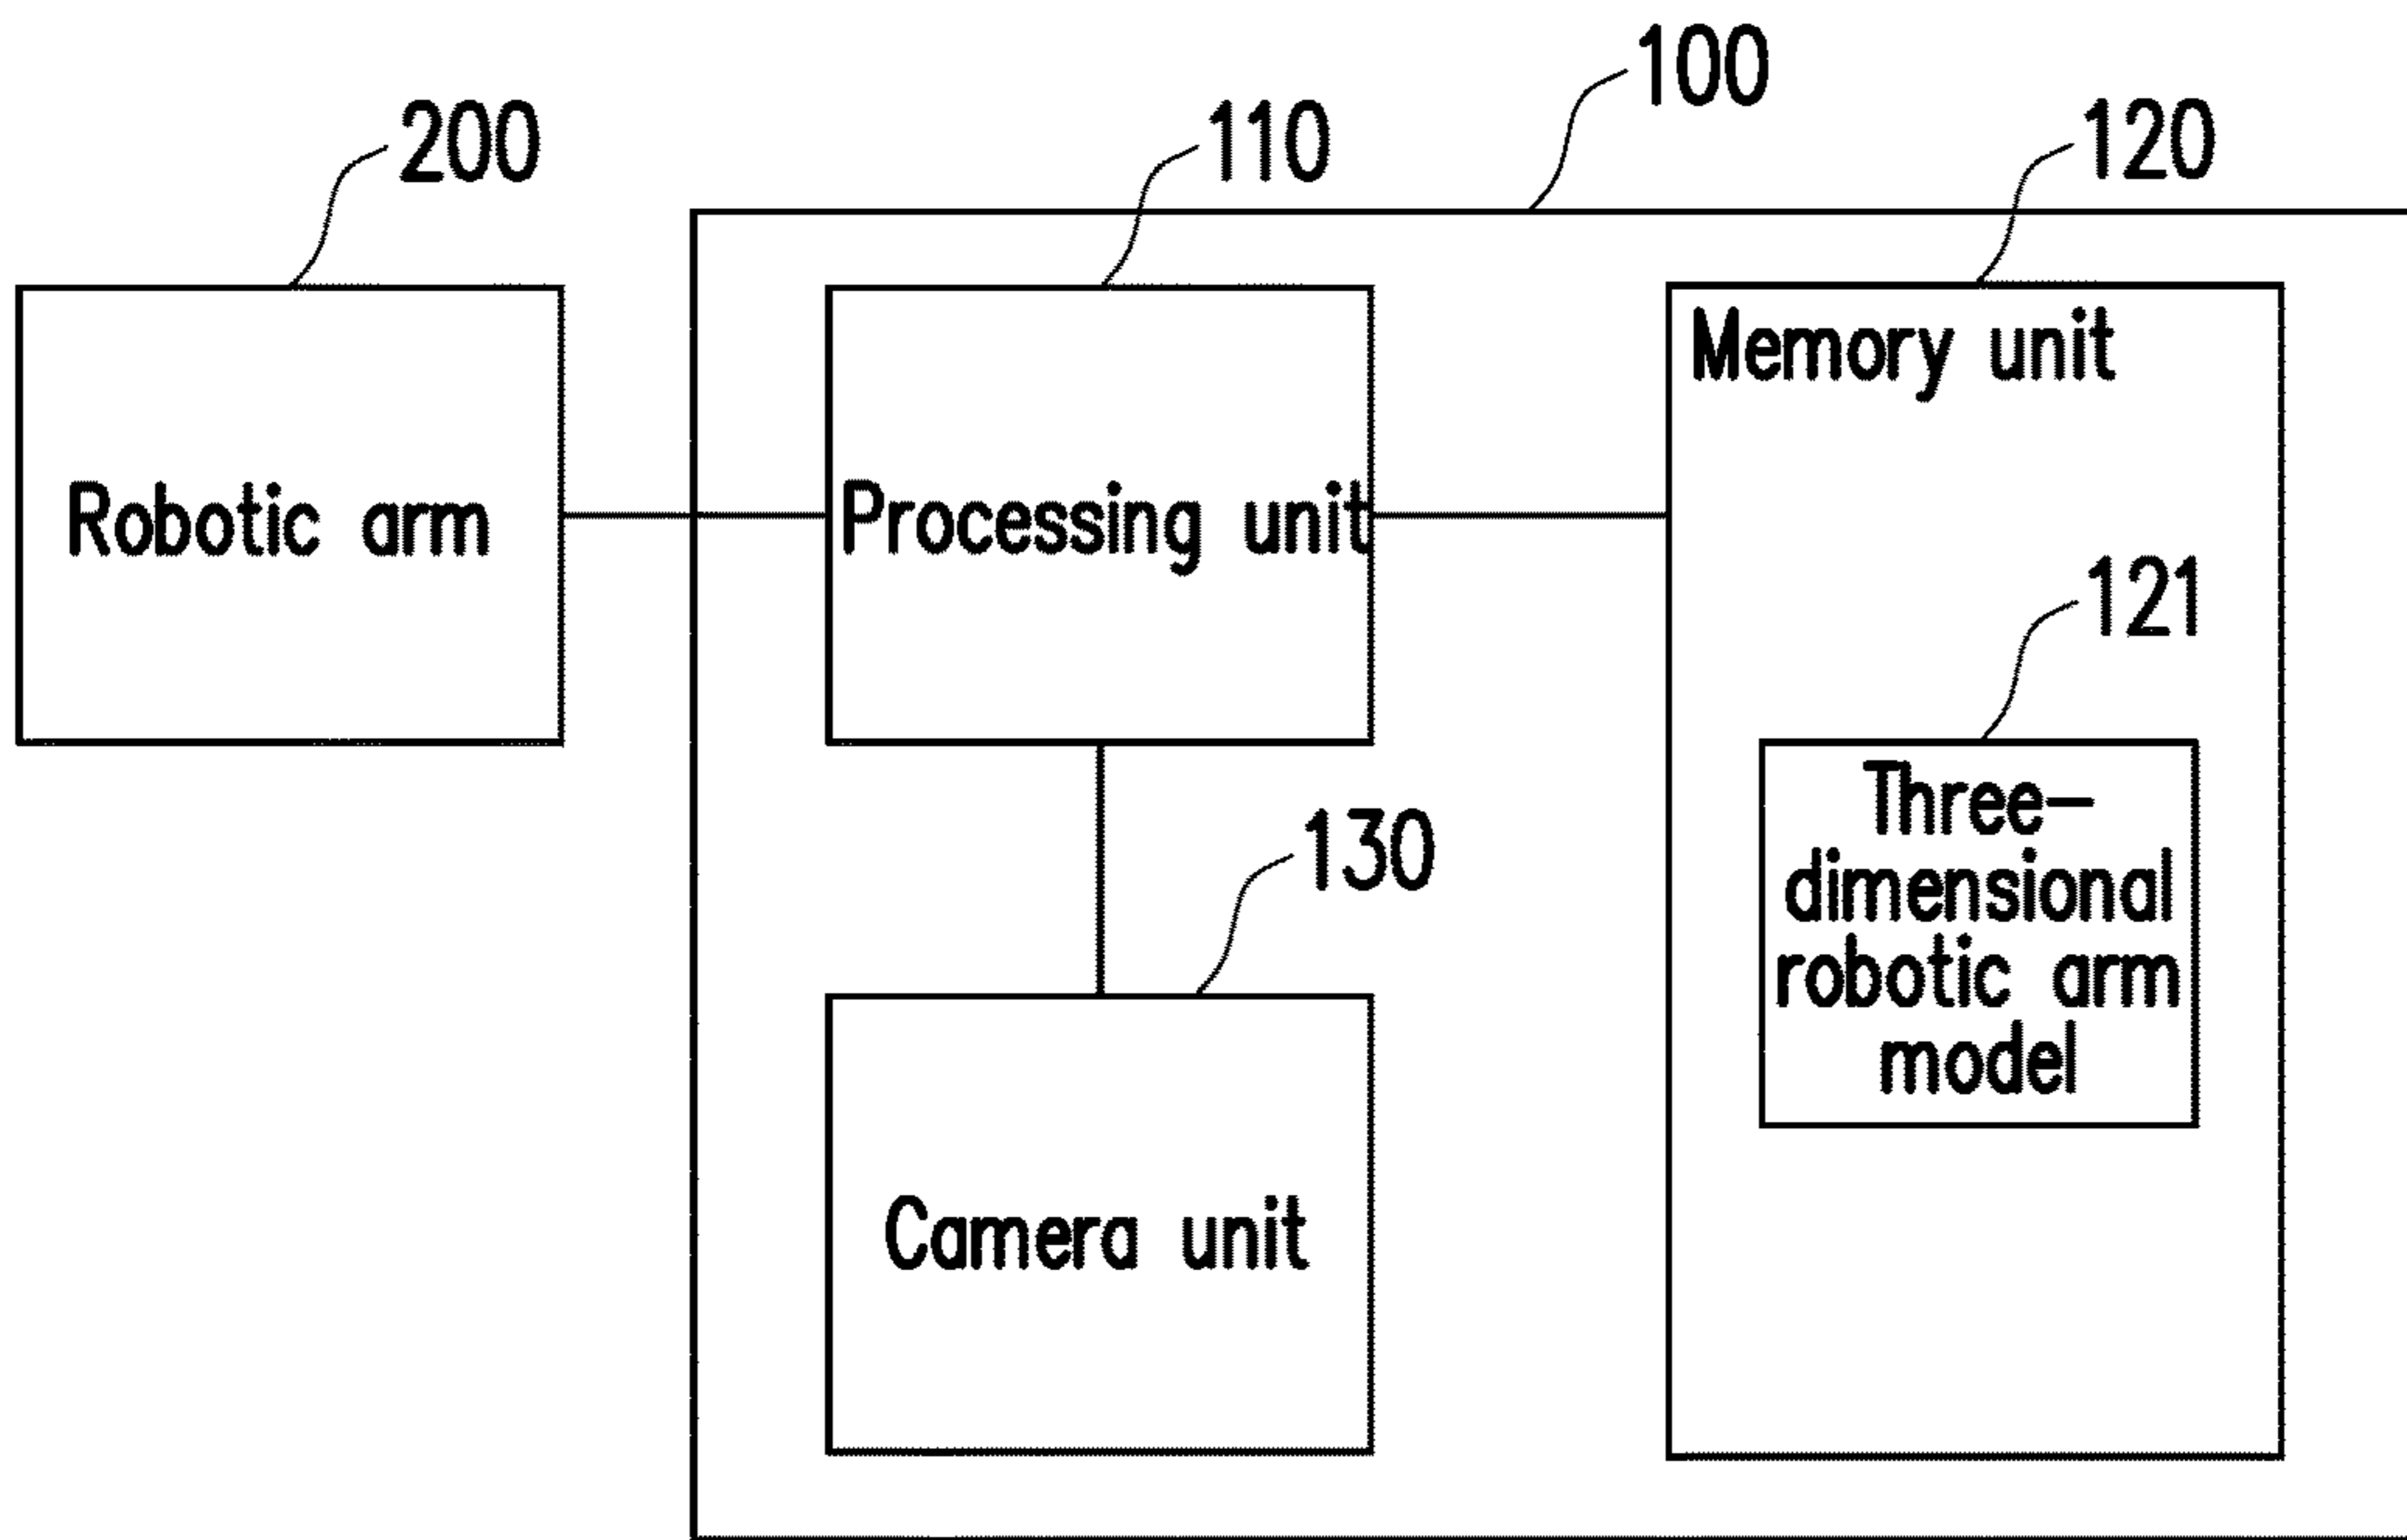 100
200
110
120
Robotic arm
Processing unit
Memory unit
121
Three-
dimensional
robotic arm
model
130
Camera unit